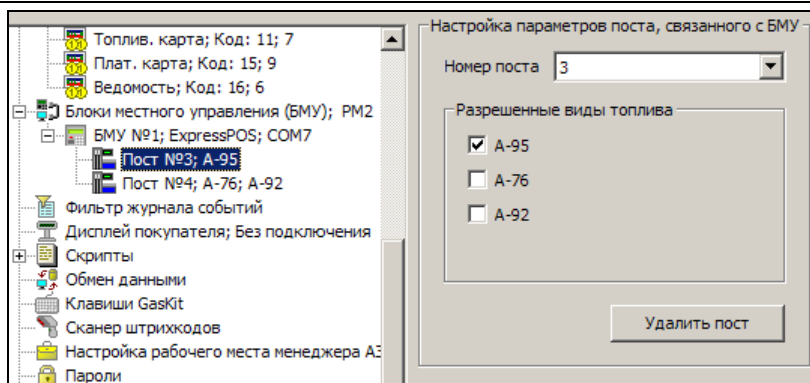 Топлив. карта; Код: 11; 7
Плат. карта; Код: 15; 9
Ведомость; Код: 16; 6
Блоки местного управления (БМУ); РМ2
БМУ №1; ExpressPOS; COM7
Пост №3; А-95
Пост №4; А-76; А-92
Фильтр журнала событий
Дисплей покупателя; Без подключения
Скрипты
Обмен данными
Клавиши GasKit
Сканер штрихкодов
Настройка рабочего места менеджера АЗ
Пароли
Настройка параметров поста, связанного с БМУ
Номер поста 3
Разрешенные виды топлива
А-95
А-76
А-92
Удалить пост